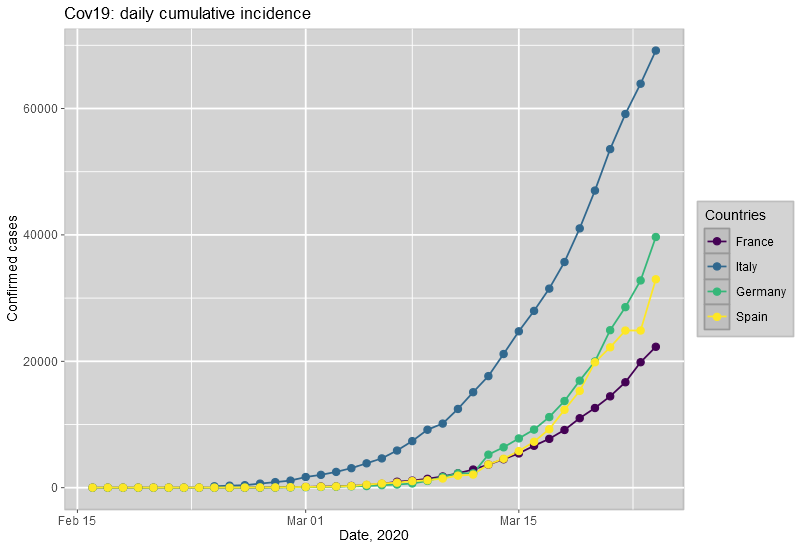 Cov19: daily cumulative incidence
Confirmed cases
60000
40000
20000
0
Feb 15
Mar 01
Mar 15
Date, 2020
Countries
France
Italy
Germany
Spain